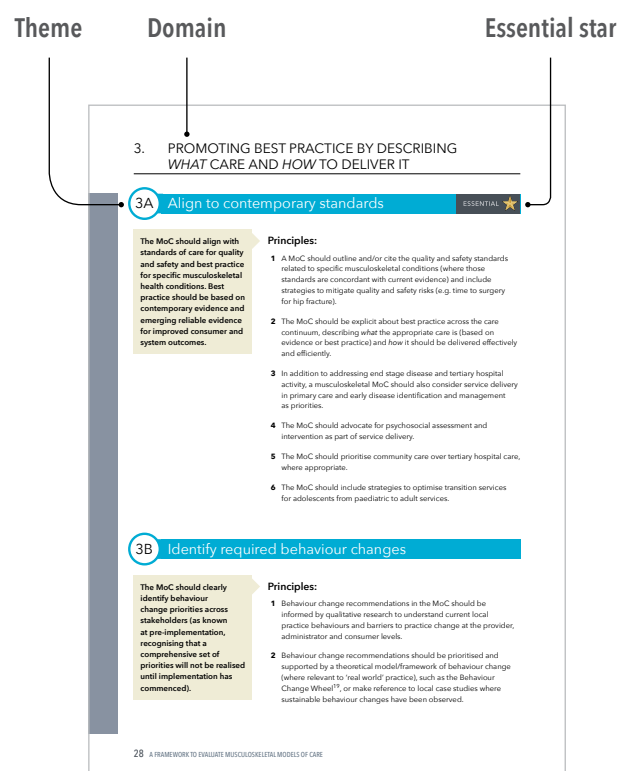 Theme
Domain
Essential star
3. PROMOTING BEST PRACTICE BY DESCRIBING
WHAT CARE AND HOW TO DELIVER IT
3A Align to contemporary standards
ESSENTIAL
The MoC should align with
standards of care for quality
and safety and best practice
for specific musculoskeletal
health conditions. Best
practice should be based on
contemporary evidence and
emerging reliable evidence
for improved consumer and
system outcomes.
Principles:
1 A MoC should outline and/or cite the quality and safety standards
related to specific musculoskeletal conditions (where those
standards are concordant with current evidence) and include
strategies to mitigate quality and safety risks (e.g. time to surgery
for hip fracture).
2 The MoC should be explicit about best practice across the care
continuum, describing what the appropriate care is (based on
evidence or best practice) and how it should be delivered effectively
and efficiently.
3 In addition to addressing end stage disease and tertiary hospital
activity, a musculoskeletal MoC should also consider service delivery
in primary care and early disease identification and management
as priorities.
4 The MoC should advocate for psychosocial assessment and
intervention as part of service delivery.
5 The MoC should prioritise community care over tertiary hospital care,
where appropriate.
6 The MoC should include strategies to optimise transition services
for adolescents from paediatric to adult services.
3B Identify required behaviour changes
The MoC should clearly
identify behaviour
change priorities across
stakeholders (as known
at pre-implementation,
recognising that a
comprehensive set of
priorities will not be realised
until implementation has
commenced).
Principles:
1 Behaviour change recommendations in the MoC should be
informed by qualitative research to understand current local
practice behaviours and barriers to practice change at the provider,
administrator and consumer levels.
2 Behaviour change recommendations should be prioritised and
supported by a theoretical model/framework of behaviour change
(where relevant to 'real world' practice), such as the Behaviour
Change Wheel19, or make reference to local case studies where
sustainable behaviour changes have been observed.
28 A FRAMEWORK TO EVALUATE MUSCULOSKELETAL MODELS OF CARE